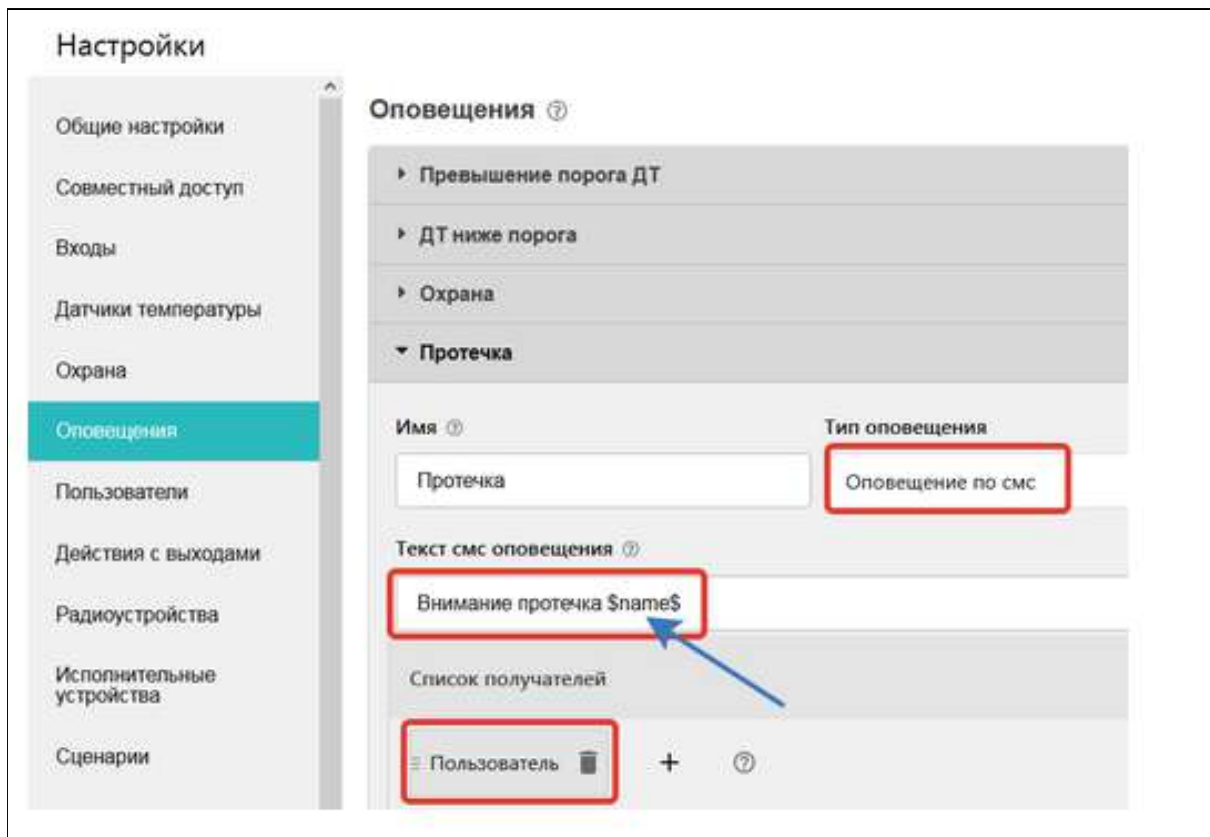 Настройки
Общие настройки
Совместный доступ
Входы
Датчики температуры
Охрана
Оповещения
Пользователи
Действия с выходами
Радиоустройства
Исполнительные
устройства
Сценарии
Оповещения
Превышение порога ДТ
ДТ ниже порога
Охрана
Протечка
Имя
Тип оповещения
Протечка
Оповещение по смс
Текст смс оповещения
Внимание протечка $name$
Список получателей
Пользователь